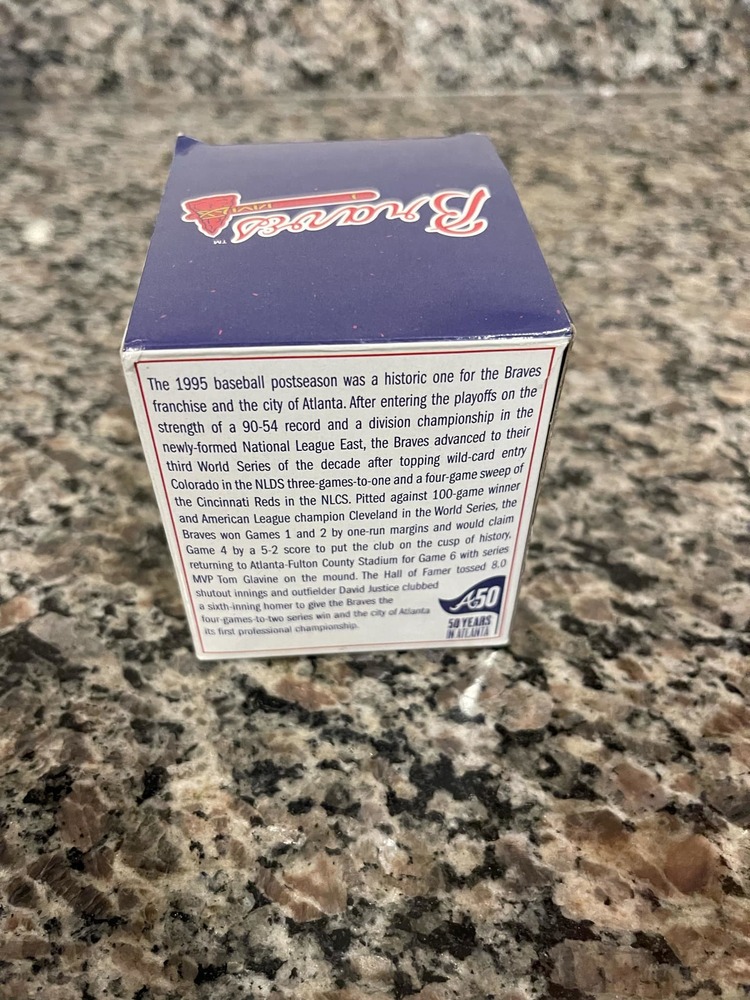 Braves
TM
The 1995 baseball postseason was a historic one for the Braves
franchise and the city of Atlanta. After entering the playoffs on the
strength of a 90-54 record and a division championship in the
newly-formed National League East, the Braves advanced to their
third World Series of the decade after topping wild-card entry
Colorado in the NLDS three-games-to-one and a four-game sweep of
the Cincinnati Reds in the NLCS. Pitted against 100-game winner
and American League champion Cleveland in the World Series, the
Braves won Games 1 and 2 by one-run margins and would claim
Game 4 by a 5-2 score to put the club on the cusp of history,
returning to Atlanta-Fulton County Stadium for Game 6 with series
MVP Tom Glavine on the mound. The Hall of Famer tossed 8.0
shutout innings and outfielder David Justice clubbed
a sixth-inning homer to give the Braves the
four-games-to-two series win and the city of Atlanta
its first professional championship.
A50
50 YEARS
IN ATLANTA